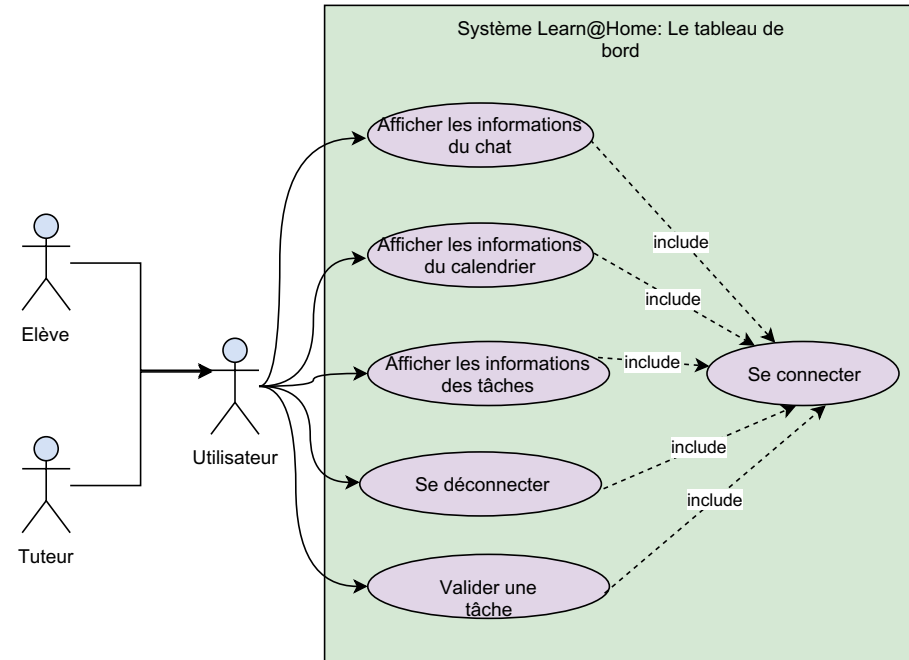 Système Learn@Home: Le tableau de
bord
Afficher les informations
du chat
include
Afficher les informations
du calendrier
include
Elève
Afficher les informations
des tâches
include
Se connecter
Utilisateur
Se déconnecter
include
include
Tuteur
Valider une
tâche